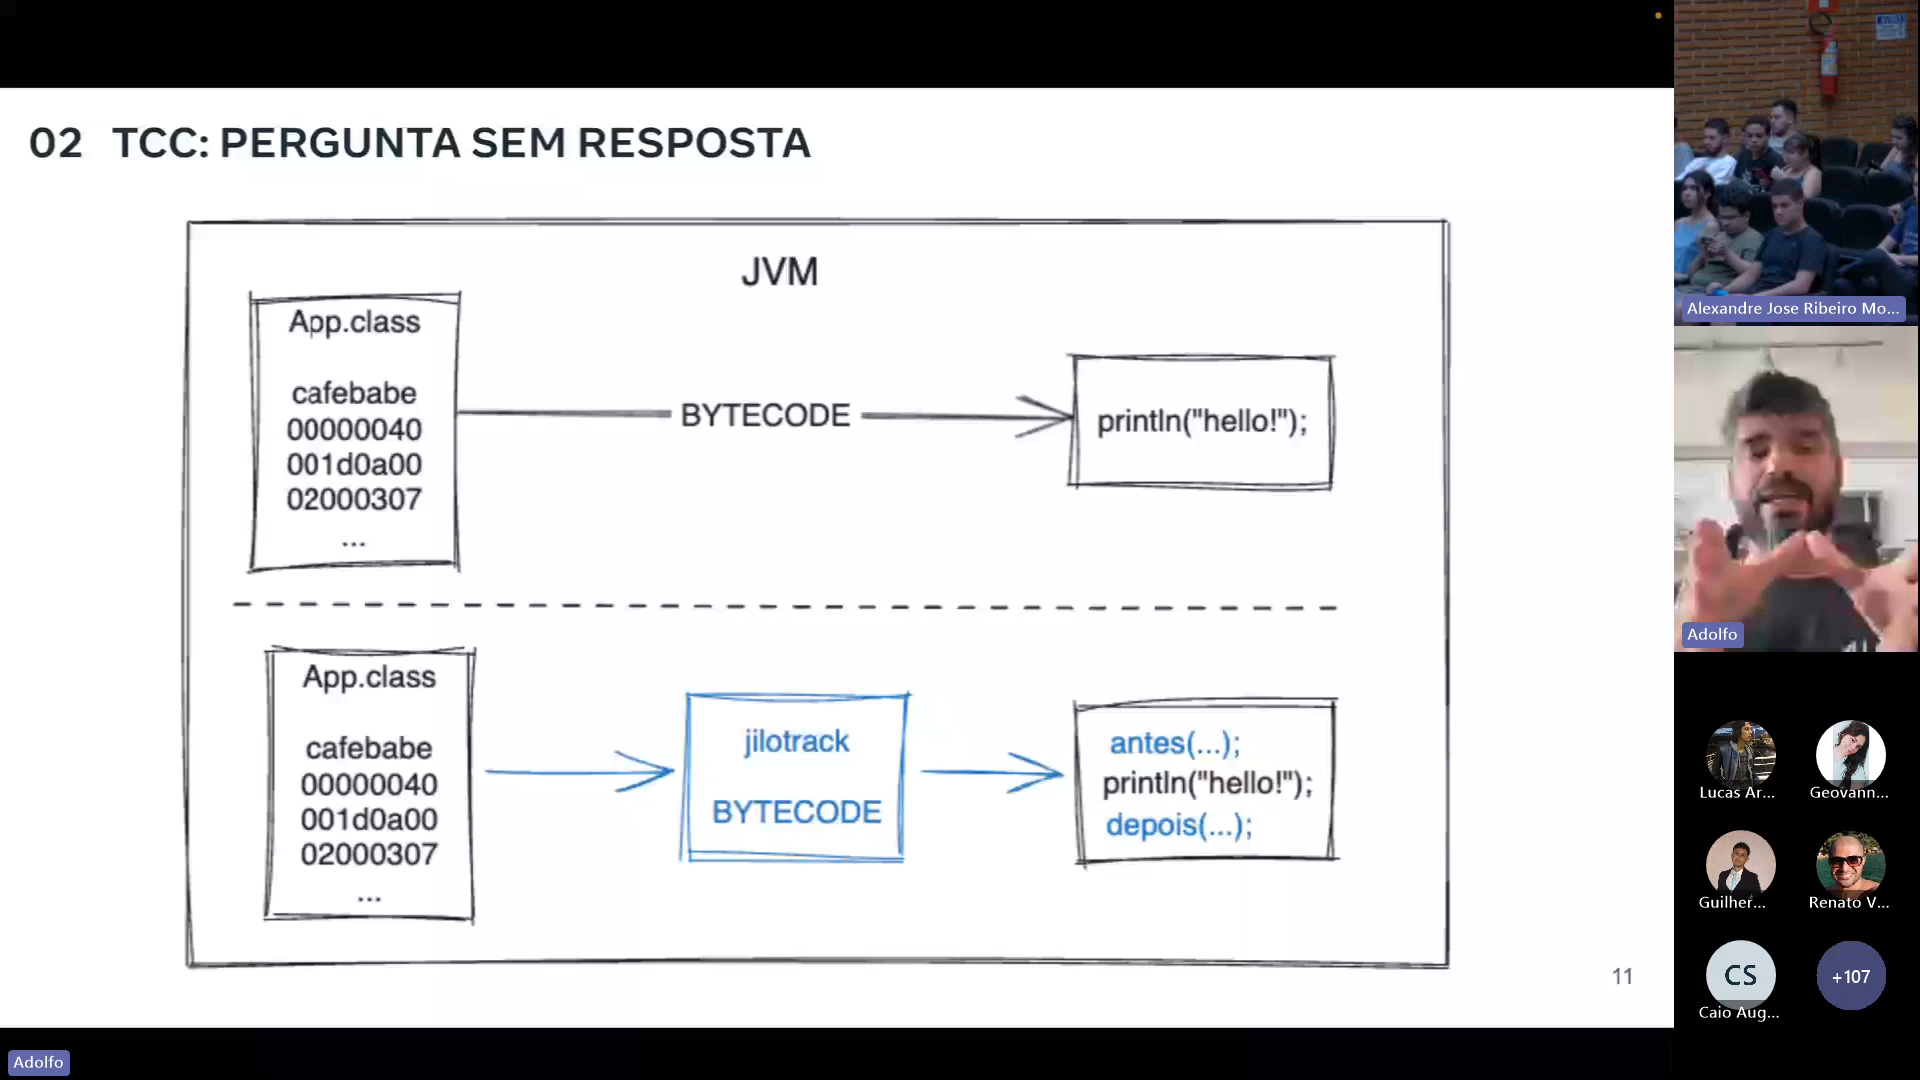 02 TCC: PERGUNTA SEM RESPOSTA
JVM
App.class
cafebabe
00000040
001d0a00
02000307
...
BYTECODE
println("hello!");
App.class
cafebabe
00000040
001d0a00
02000307
...
jilotrack
BYTECODE
antes(...);
println("hello!");
depois(...);
11
Adolfo
Alexandre Jose Ribeiro Mo...
Adolfo
Lucas Ar...
Geovann...
Guilher...
Renato V...
CS
Caio Aug...
+107